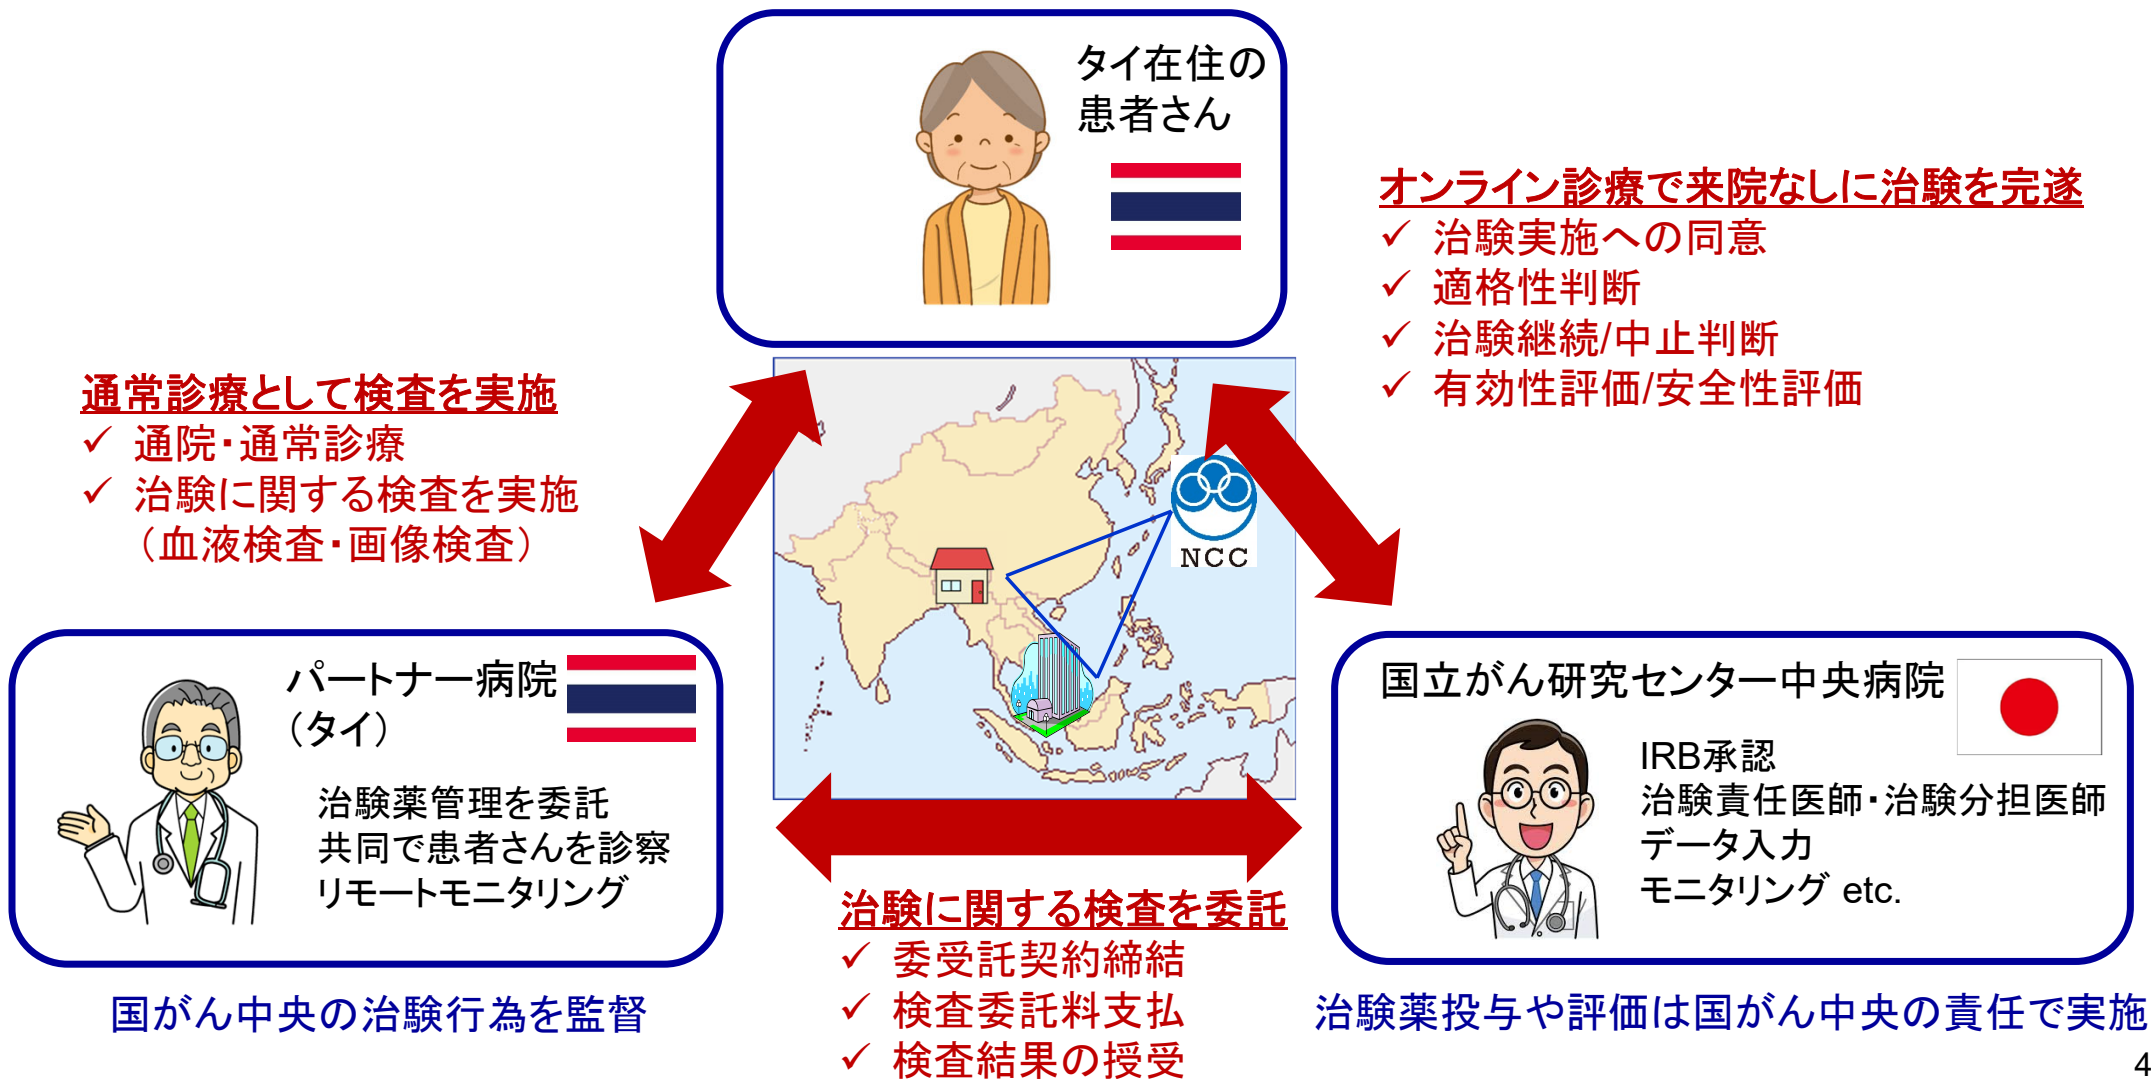 タイ在住の
患者さん
オンライン診療で来院なしに治験を完遂
✓ 治験実施への同意
✓ 適格性判断
✓ 治験継続/中止判断
✓ 有効性評価/安全性評価
通常診療として検査を実施
✓ 通院・通常診療
✓ 治験に関する検査を実施
（血液検査・画像検査）
NCC
パートナー病院
（タイ）
治験薬管理を委託
共同で患者さんを診察
リモートモニタリング
国がん中央の治験行為を監督
治験に関する検査を委託
✓ 委受託契約締結
✓ 検査委託料支払
✓ 検査結果の授受
国立がん研究センター中央病院
IRB承認
治験責任医師・治験分担医師
データ入力
モニタリング etc.
治験薬投与や評価は国がん中央の責任で実施
4